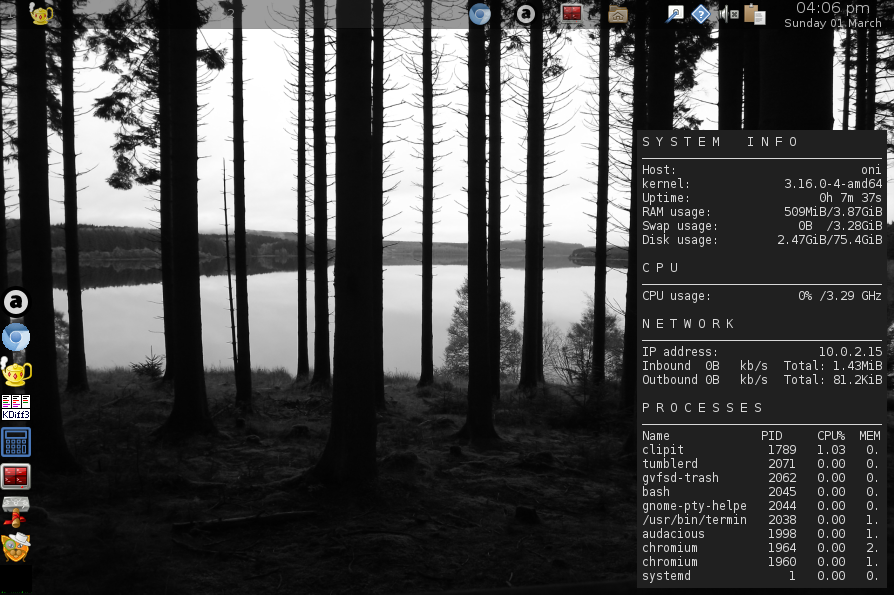 04:06 pm
Sunday 01 March
SYSTEM INFO
Host: oni
kernel: 3.16.0-4-amd64
Uptime: 0h 7m 37s
RAM usage: 509MiB/3.87GiB
Swap usage: 0B /3.28GiB
Disk usage: 2.47GiB/75.4GiB
CPU
CPU usage: 0% /3.29 GHz
NETWORK
IP address: 10.0.2.15
Inbound 0B kb/s Total: 1.43MiB
Outbound 0B kb/s Total: 81.2KiB
PROCESSES
Name PID CPU% MEM
clipit 1789 1.03 0.
tumblerd 2071 0.00 0.
gvfsd-trash 2062 0.00 0.
bash 2045 0.00 0.
gnome-pty-helpe 2044 0.00 0.
/usr/bin/termin 2038 0.00 1.
audacious 1998 0.00 1.
chromium 1964 0.00 2.
chromium 1960 0.00 1.
systemd 1 0.00 0.
a
a
KDiff3